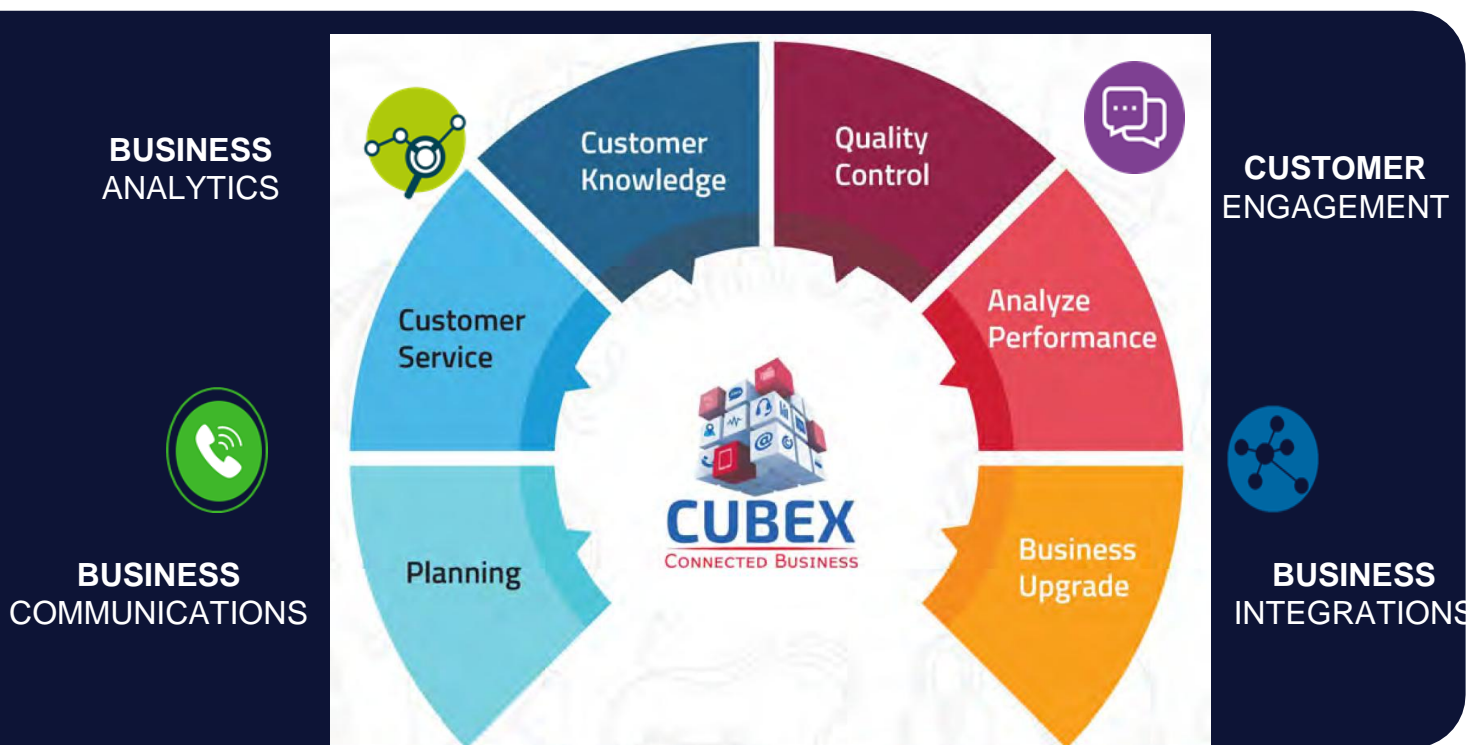 BUSINESS
ANALYTICS
Customer
Knowledge
Quality
Control
CUSTOMER
ENGAGEMENT
Customer
Service
Analyze
Performance
CUBEX
CONNECTED BUSINESS
Planning
Business
Upgrade
BUSINESS
COMMUNICATIONS
BUSINESS
INTEGRATIONS